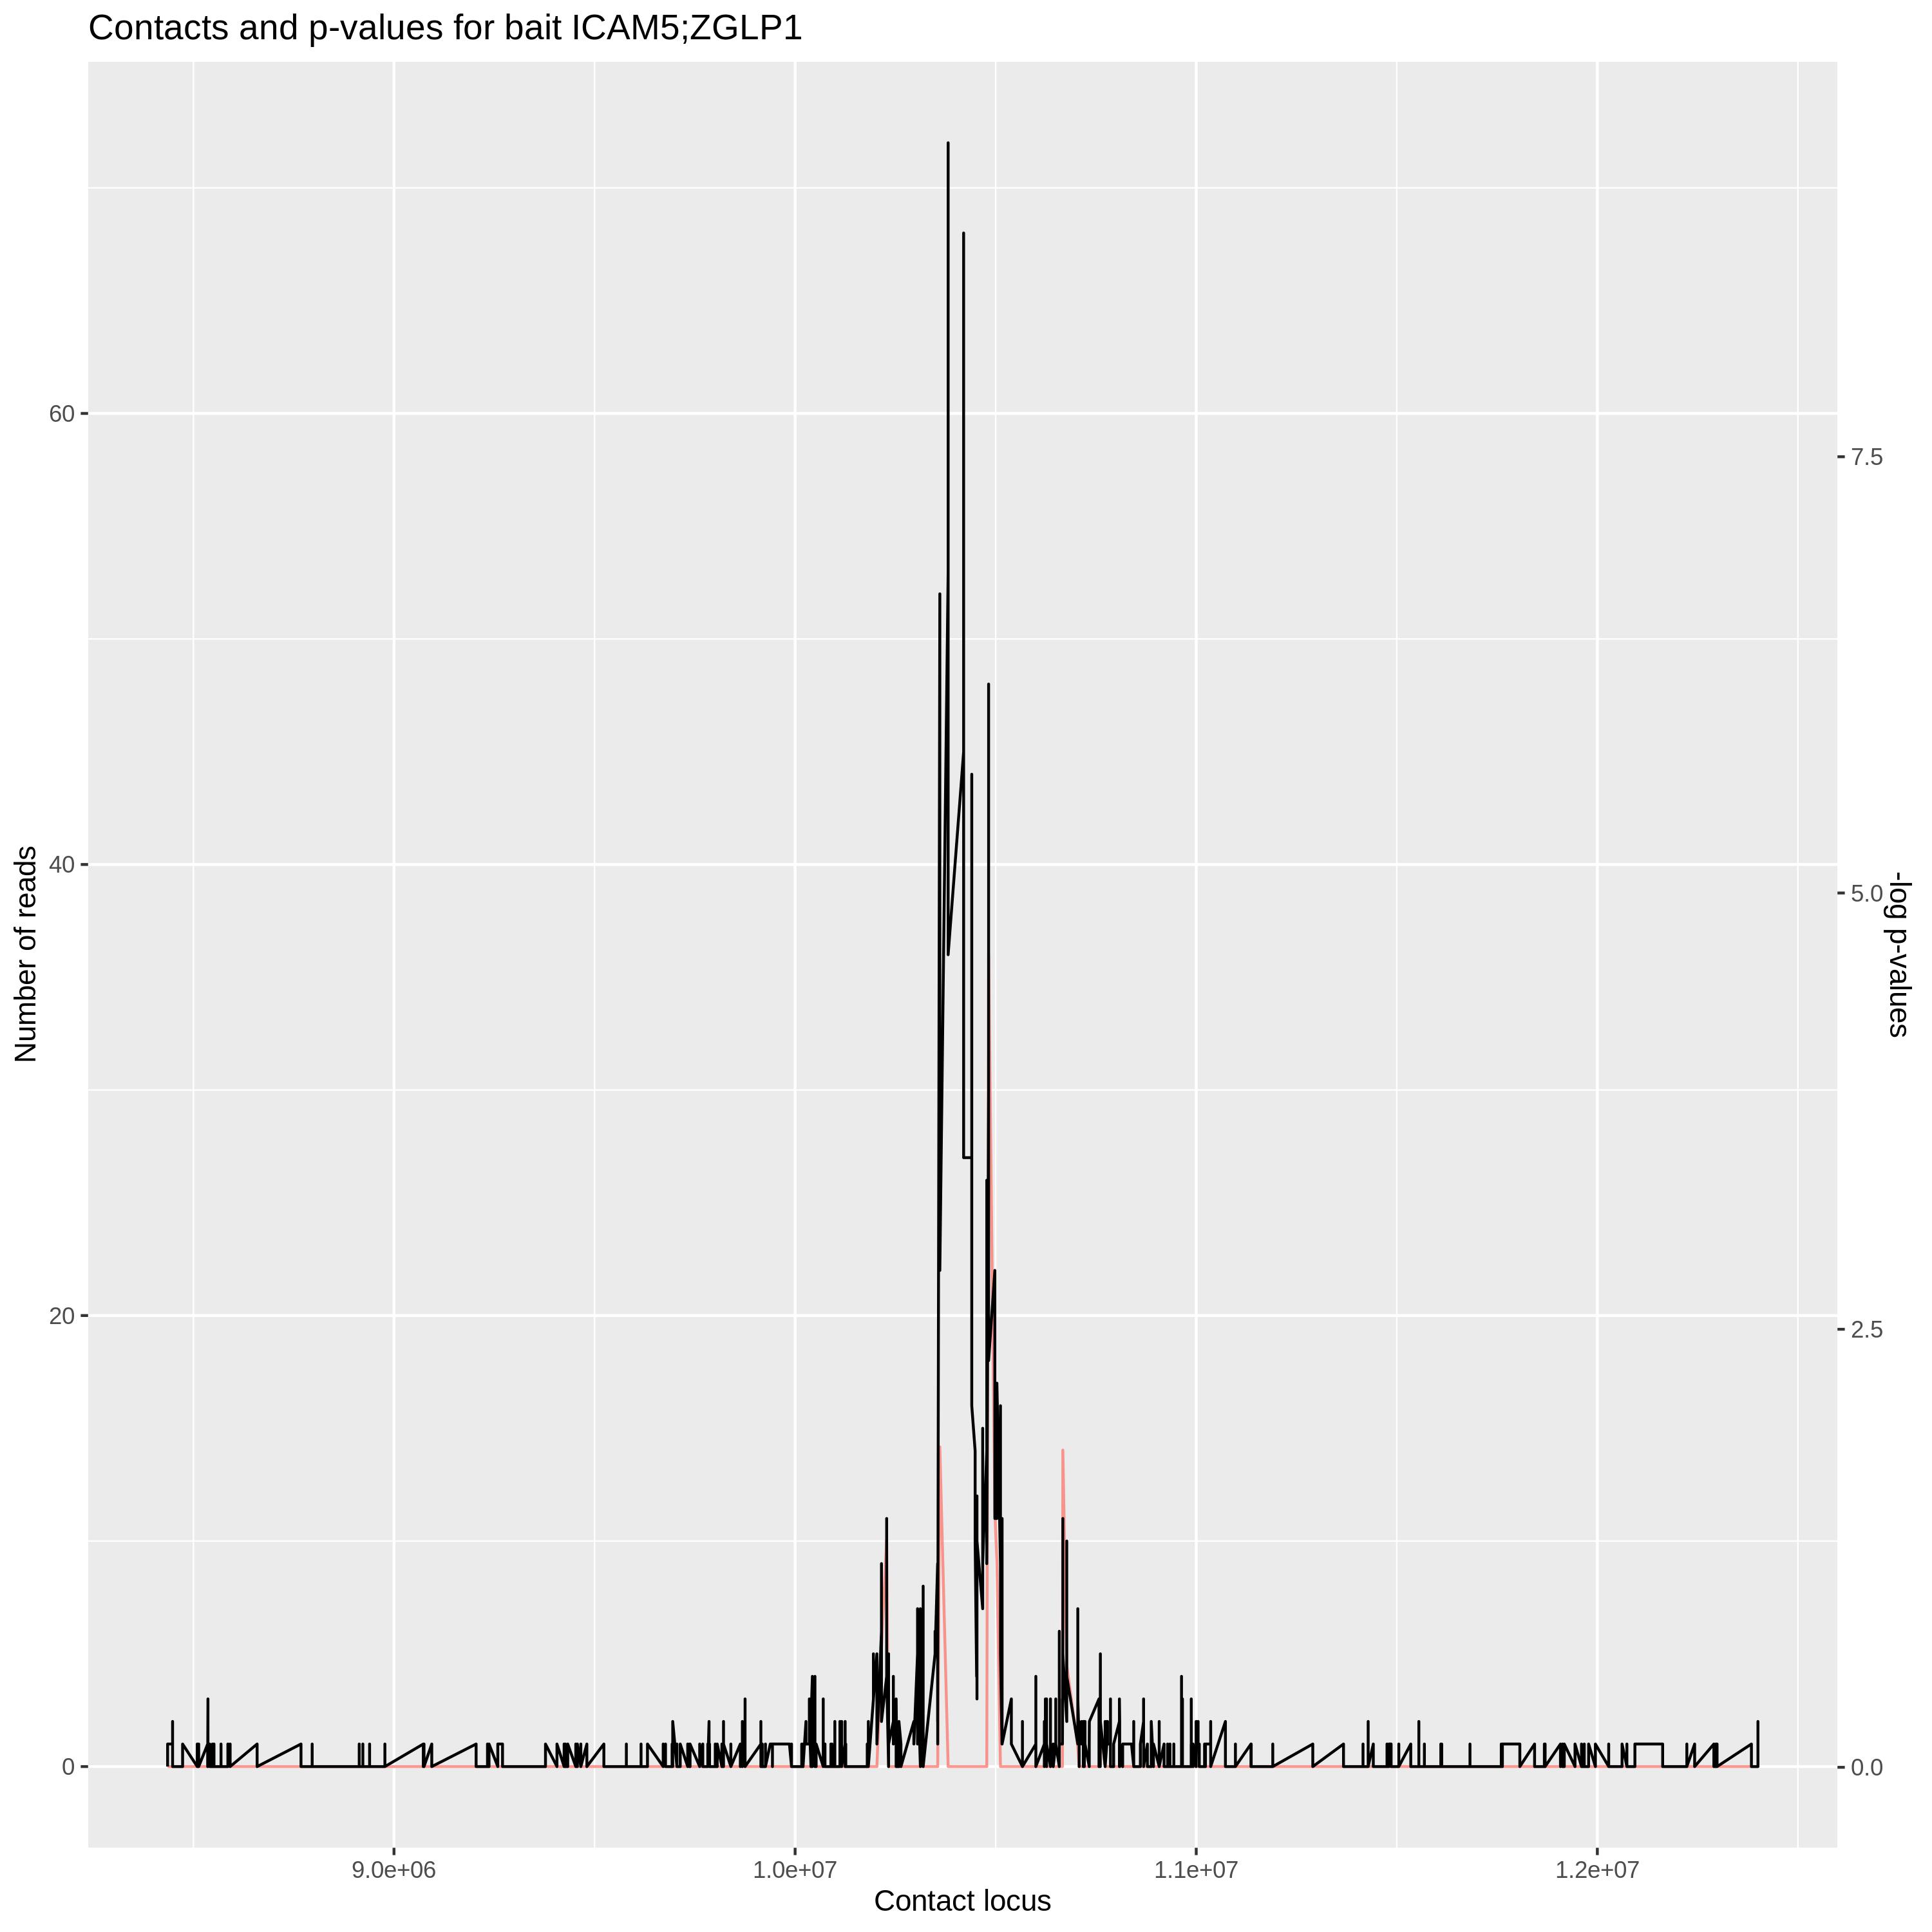 Contacts and p-values for bait ICAM5;ZGLP1
60
40
20
0
7.5
5.0
2.5
0.0
Number of reads
-log p-values
9.0e+06
1.0e+07
1.1e+07
1.2e+07
Contact locus